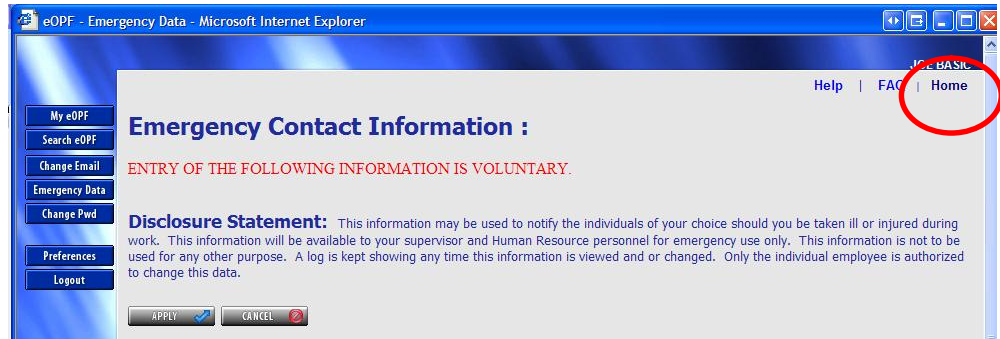 eOPF - Emergency Data - Microsoft Internet Explorer
JOE BASIC
Help | FAQ | Home
My eOPF
Search eOPF
Change Email
Emergency Data
Change Pwd
Preferences
Logout
Emergency Contact Information :
ENTRY OF THE FOLLOWING INFORMATION IS VOLUNTARY.
Disclosure Statement: This information may be used to notify the individuals of your choice should you be taken ill or injured during
work. This information will be available to your supervisor and Human Resource personnel for emergency use only. This information is not to be
used for any other purpose. A log is kept showing any time this information is viewed and or changed. Only the individual employee is authorized
to change this data.
APPLY CANCEL